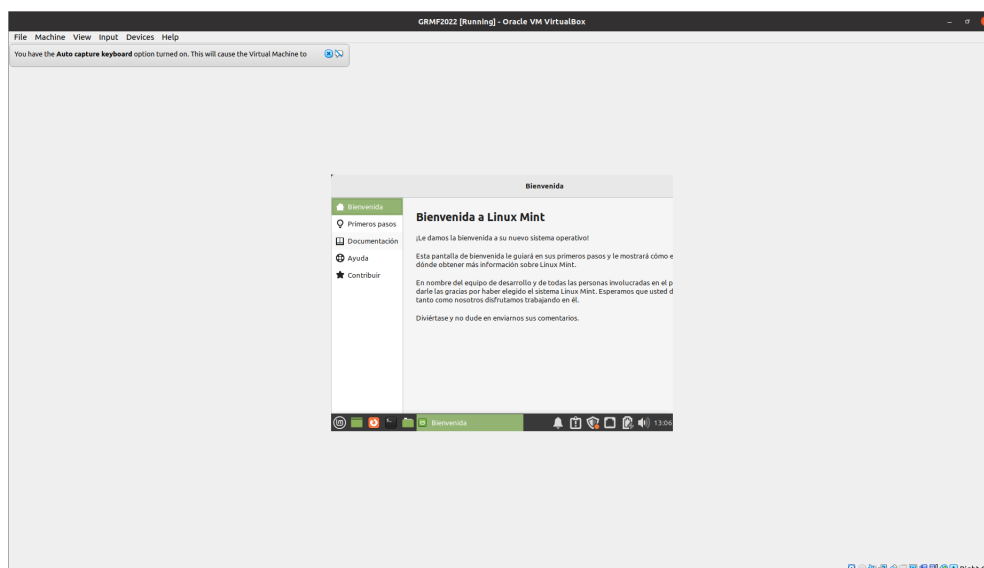 GRMF2022 [Running] - Oracle VM VirtualBox
File Machine View Input Devices Help
You have the Auto capture keyboard option turned on. This will cause the Virtual Machine to
Bienvenida
Bienvenida
Primeros pasos
Documentación
Ayuda
Contribuir
Bienvenida a Linux Mint
¡Le damos la bienvenida a su nuevo sistema operativo!
Esta pantalla de bienvenida le guiará en sus primeros pasos y le mostrará cómo e
dónde obtener más información sobre Linux Mint.
En nombre del equipo de desarrollo y de todas las personas involucradas en el p
darle las gracias por haber elegido el sistema Linux Mint. Esperamos que usted d
tanto como nosotros disfrutamos trabajando en él.
Diviértase y no dude en enviarnos sus comentarios.
Bienvenida
13:06